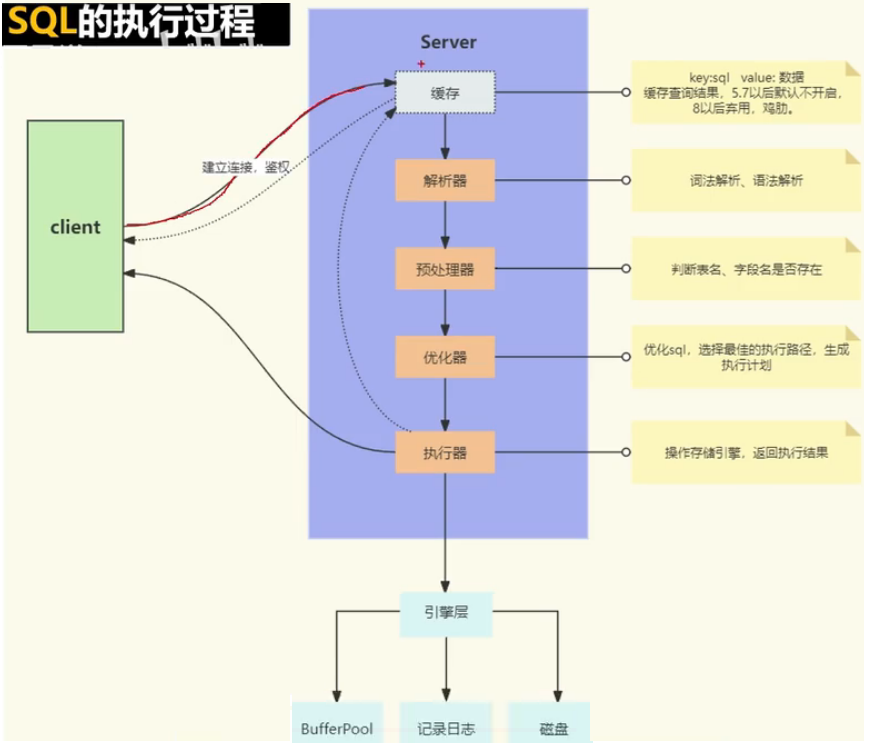 SQL的执行过程
Server
缓存
key:sql value: 数据
缓存查询结果，5.7以后默认不开启，
8以后弃用，鸡肋。
建立连接，鉴权
client
解析器
词法解析、语法解析
预处理器
判断表名、字段名是否存在
优化器
优化sql，选择最佳的执行路径，生成
执行计划
执行器
操作存储引擎，返回执行结果
引擎层
BufferPool
记录日志
磁盘